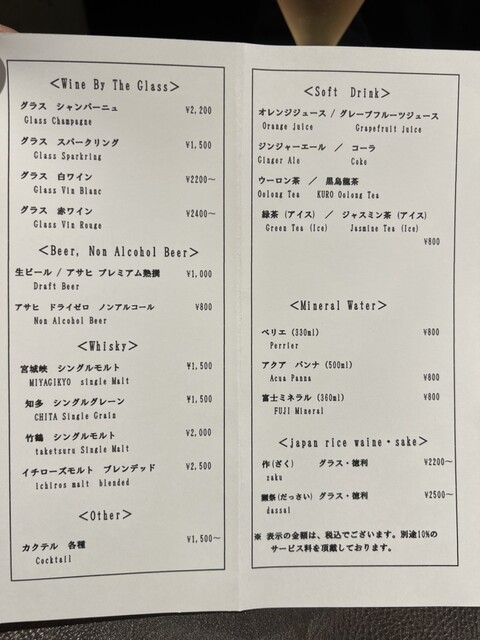 <Wine By The Glass>
グラス シャンパーニュ ¥2,200
Glass Champagne
グラス スパークリング ¥1,500
Glass Sparkring
グラス 白ワイン ¥2200～
Glass Vin Blanc
グラス 赤ワイン ¥2400～
Glass Vin Rouge
<Beer, Non Alcohol Beer>
生ビール / アサヒ プレミアム熟撰 ¥1,000
Draft Beer
アサヒ ドライゼロ ノンアルコール ¥800
Non Alcohol Beer
<Whisky>
宮城峡 シングルモルト ¥1,500
MIYAGIKYO single Malt
知多 シングルグレーン ¥1,500
CHITA Single Grain
竹鶴 シングルモルト ¥2,000
taketsuru Single Malt
イチローズモルト ブレンデッド ¥2,500
ichiros malt blended
<Other>
カクテル 各種 ¥1,500～
Cocktail
<Soft Drink>
オレンジジュース / グレープフルーツジュース
Orange Juice Grapefruit juice
ジンジャーエール / コーラ
Ginger Ale Coke
ウーロン茶 / 黒烏龍茶
Oolong Tea KURO Oolong Tea
緑茶 (アイス) / ジャスミン茶 (アイス)
Green Tea (Ice) Jasmine Tea (Ice)
¥800
<Mineral Water>
ペリエ (330ml) ¥800
Perrier
アクア パンナ (500ml)
Acua Panna ¥800
富士ミネラル (360ml) ¥800
FUJI Mineral
<japan rice waine・sake>
作(ざく) グラス・徳利 ¥2200～
zaku
獺祭(だっさい) グラス・徳利 ¥2500～
dassai
※ 表示の金額は、税込でございます。別途10%の
サービス料を頂戴しております。